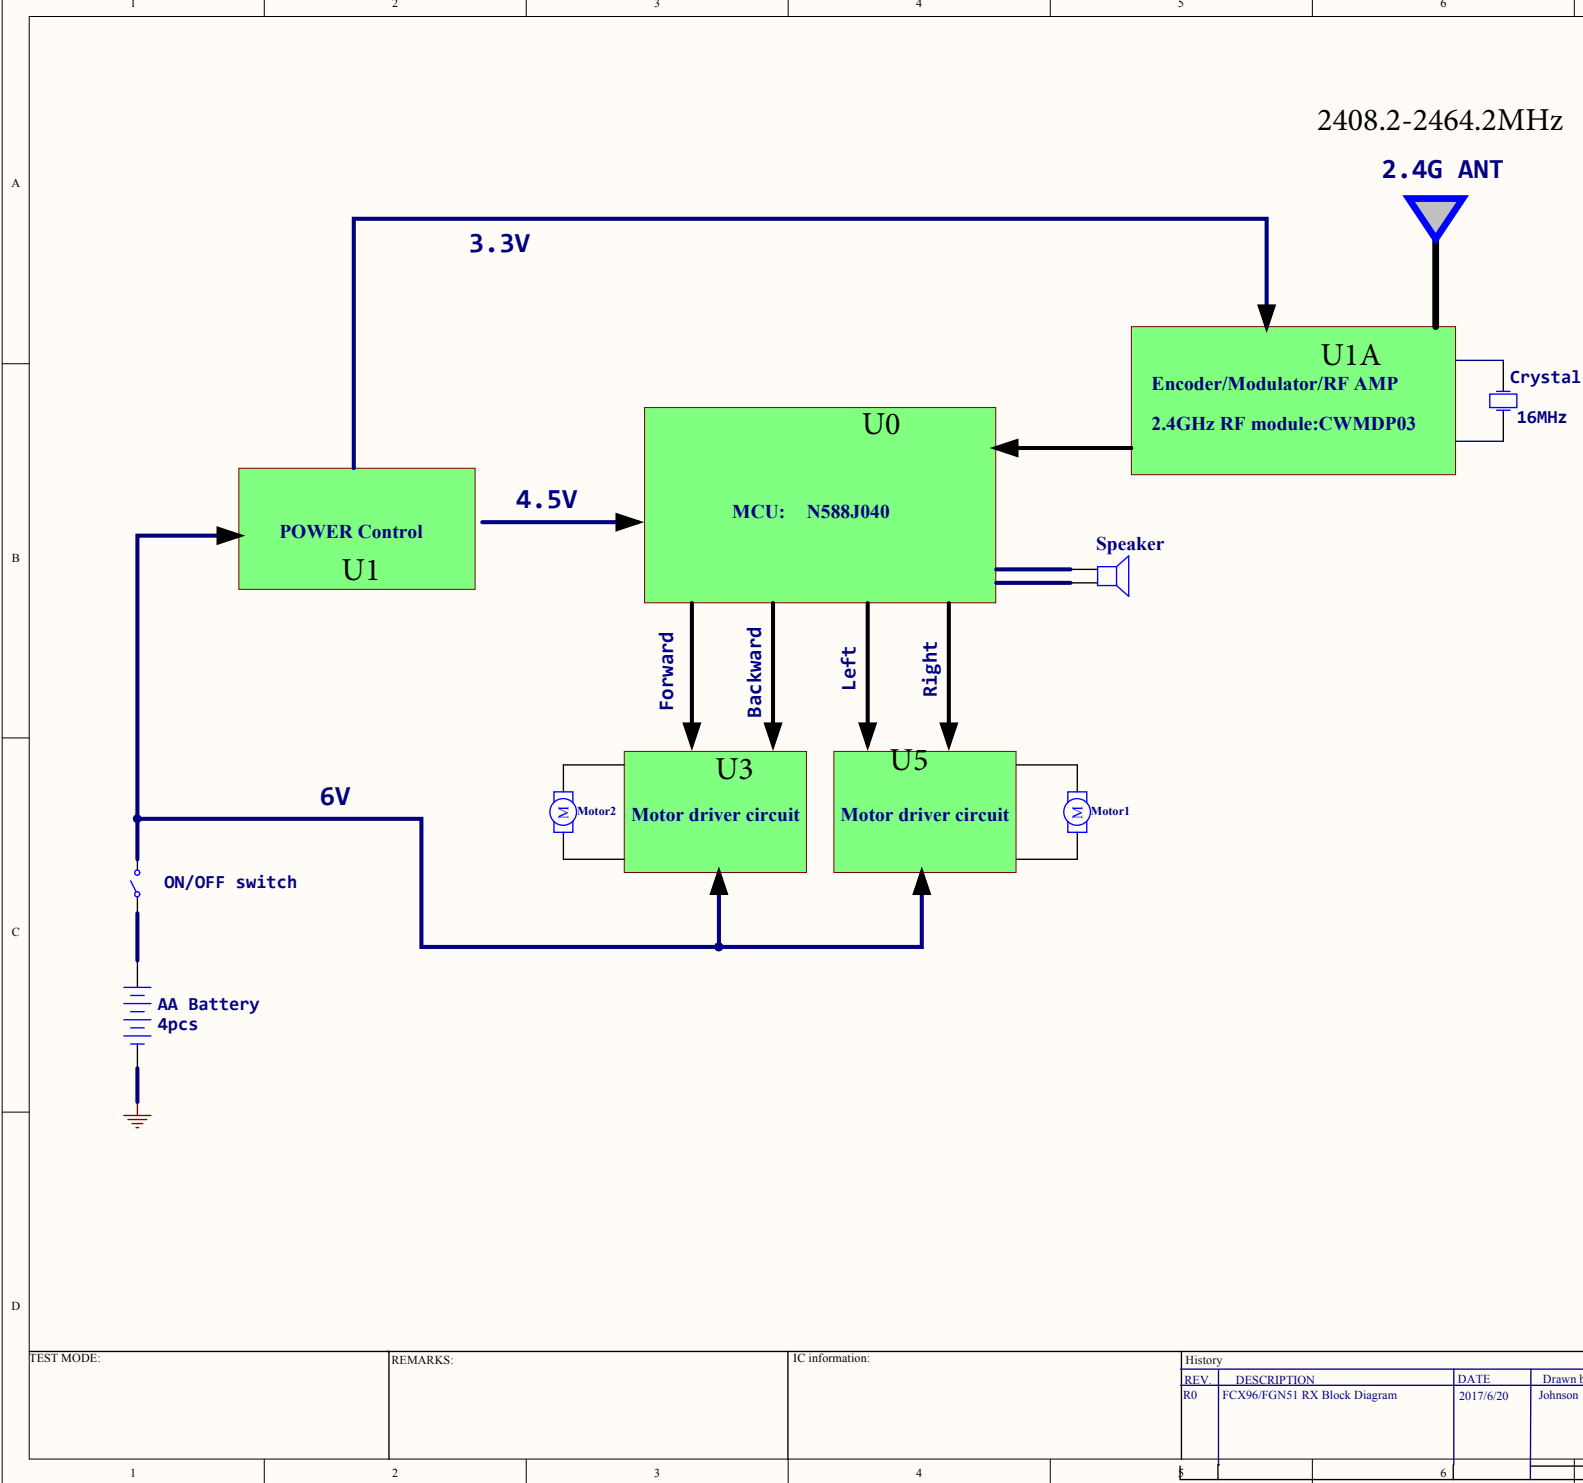 1 2 3 4 5 6
2408.2-2464.2MHz
2.4G ANT
A
3.3V
U1A
Encoder/Modulator/RF AMP
2.4GHz RF module:CWMDP03
Crystal
16MHz
U0
MCU: N588J040
4.5V
POWER Control
U1
B
Speaker
Forward
Backward
Left
Right
U3
Motor driver circuit
Motor2
M
U5
Motor driver circuit
Motor1
M
6V
ON/OFF switch
C
AA Battery
4pcs
D
TEST MODE:
REMARKS:
IC information:
History
REV. DESCRIPTION DATE Drawn b
R0 FCX96/FGN51 RX Block Diagram 2017/6/20 Johnson
1 2 3 4 5 6